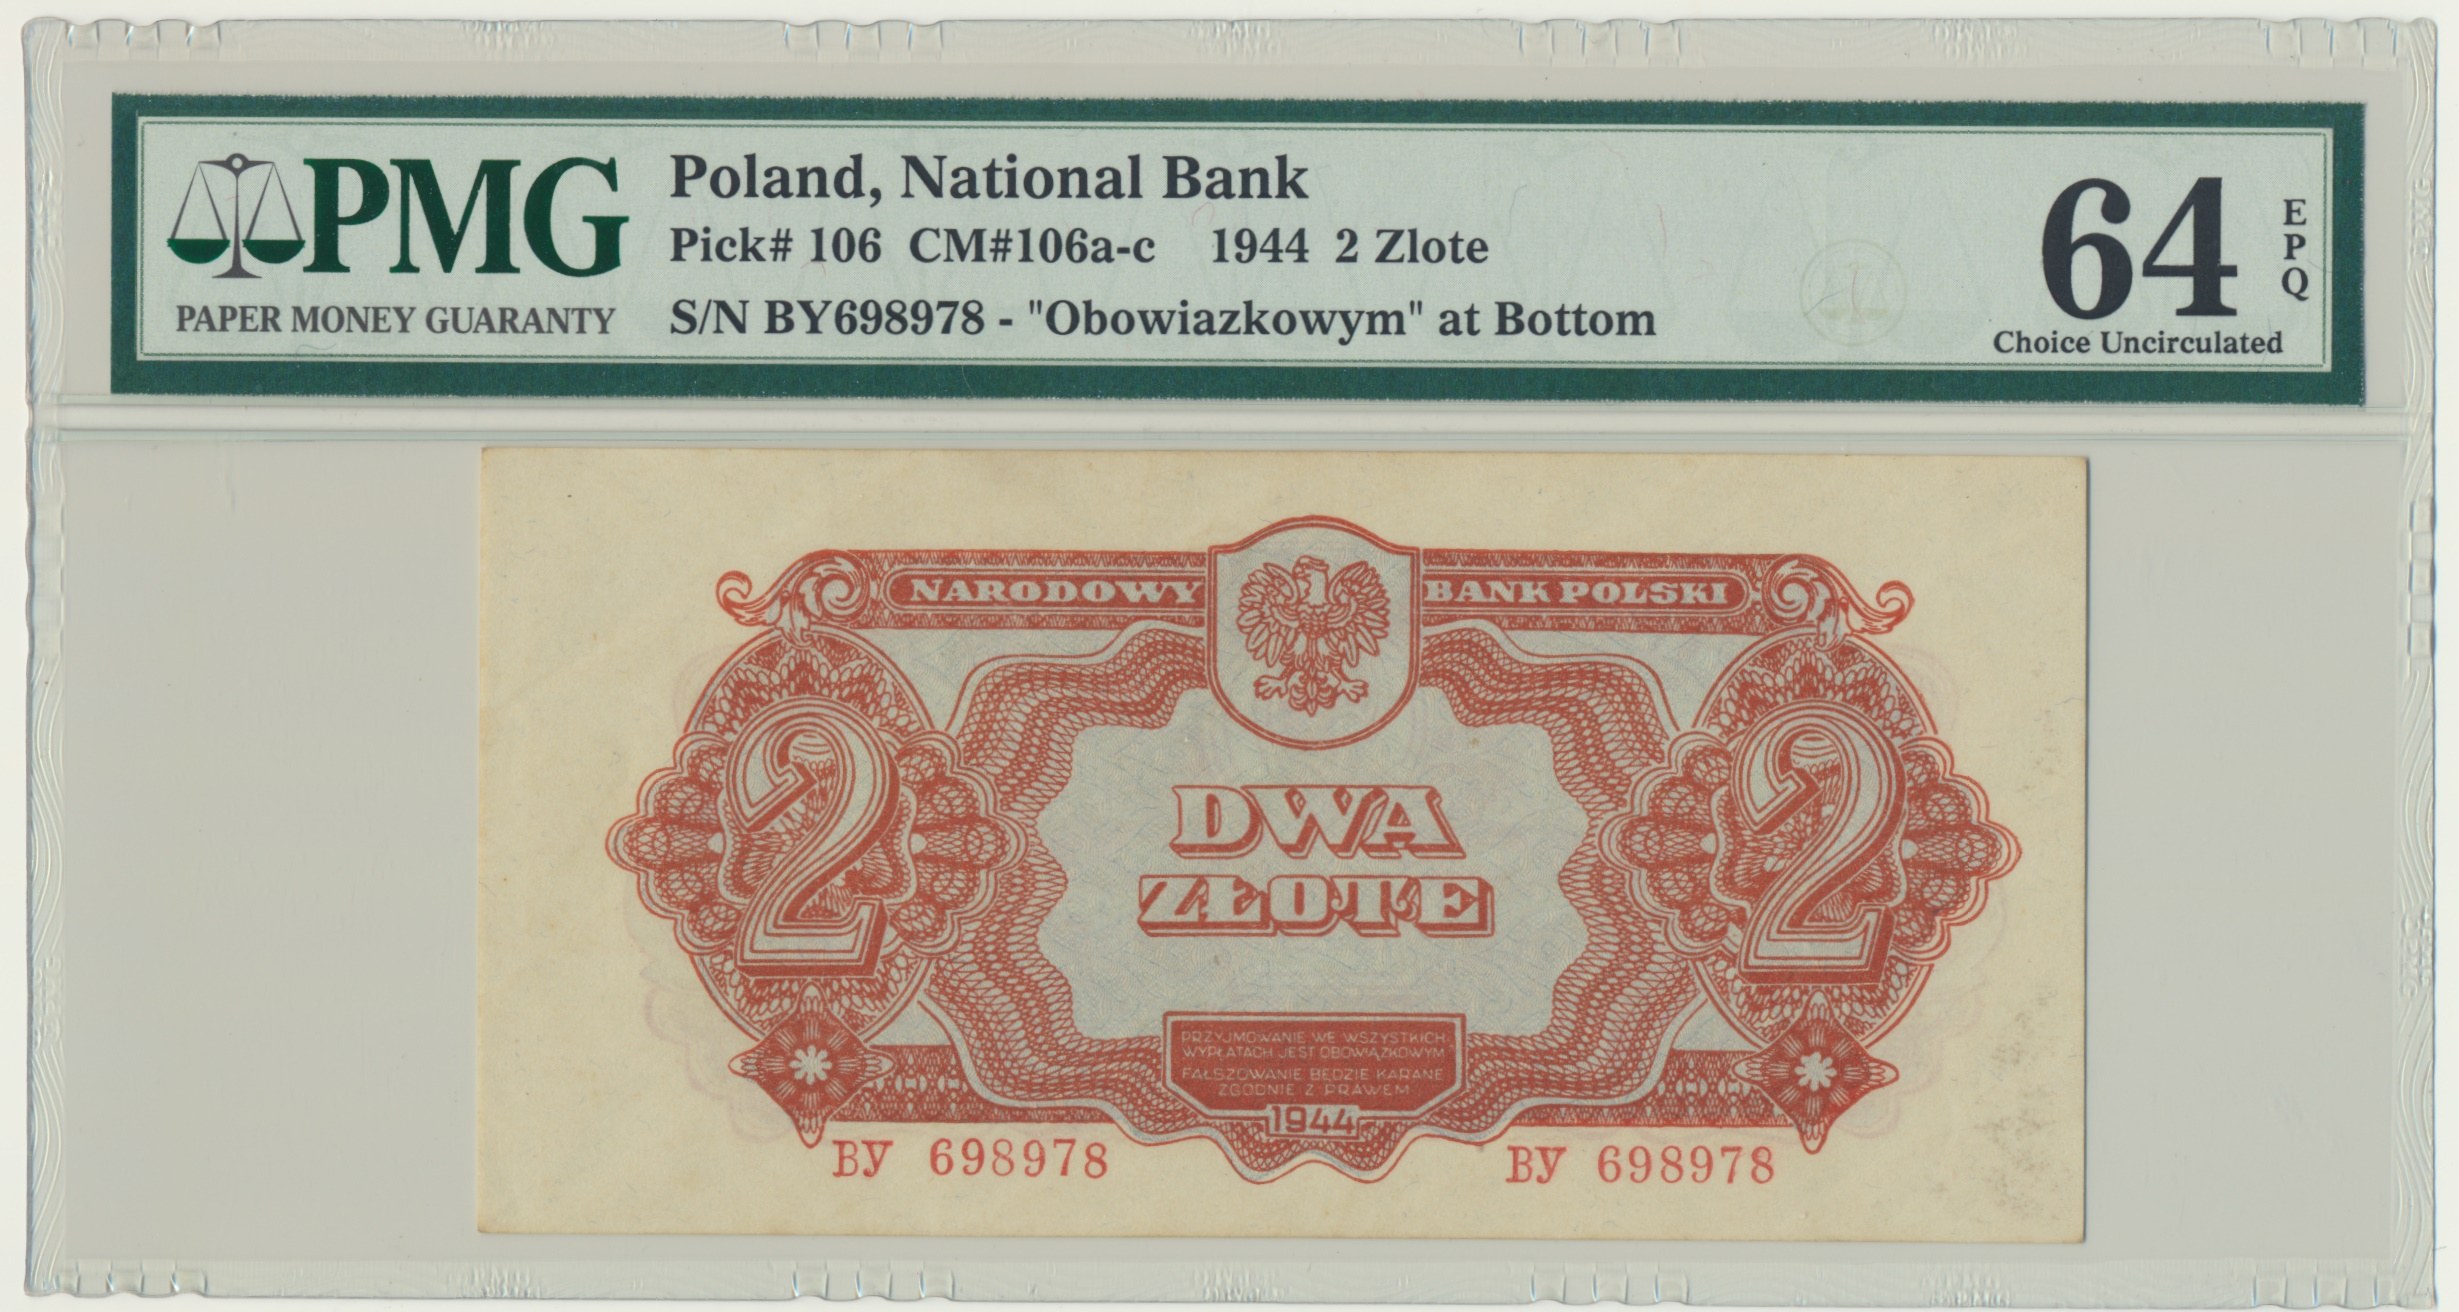 PMG
PAPER MONEY GUARANTY
Poland, National Bank
Pick# 106 CM#106a-c 1944 2 Zlote
S/N BY698978 - "Obowiazkowym" at Bottom
64
EPQ
Choice Uncirculated
NARODOWY BANK POLSKI
2 2
DWA
ZŁOTE
PRZYJMOWANIE WE WSZYSTKICH
WYPŁATACH JEST OBOWIĄZKOWYM
FAŁSZOWANIE BĘDZIE KARANE
ZGODNIE Z PRAWEM
1944
ВУ 698978 ВУ 698978